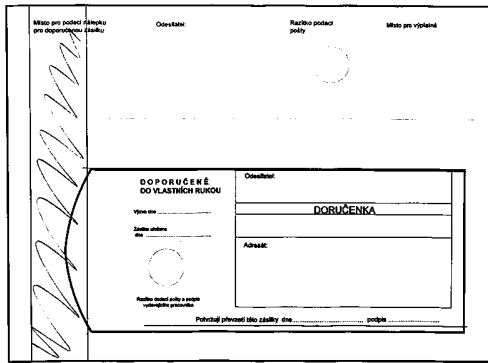 Místo pro podací nálepku
pro doporučenou zásilku
Odesílatel:
Razítko podací
pošty
Místo pro výplatné
DOPORUČENĚ
DO VLASTNÍCH RUKOU
Výzva dne
Zásilka uložena
dne
Razítko dodací pošty a podpis
vydávajícího pracovníka
Odesílatel:
DORUČENKA
Adresát:
Potvrzuji převzetí této zásilky dne podpis